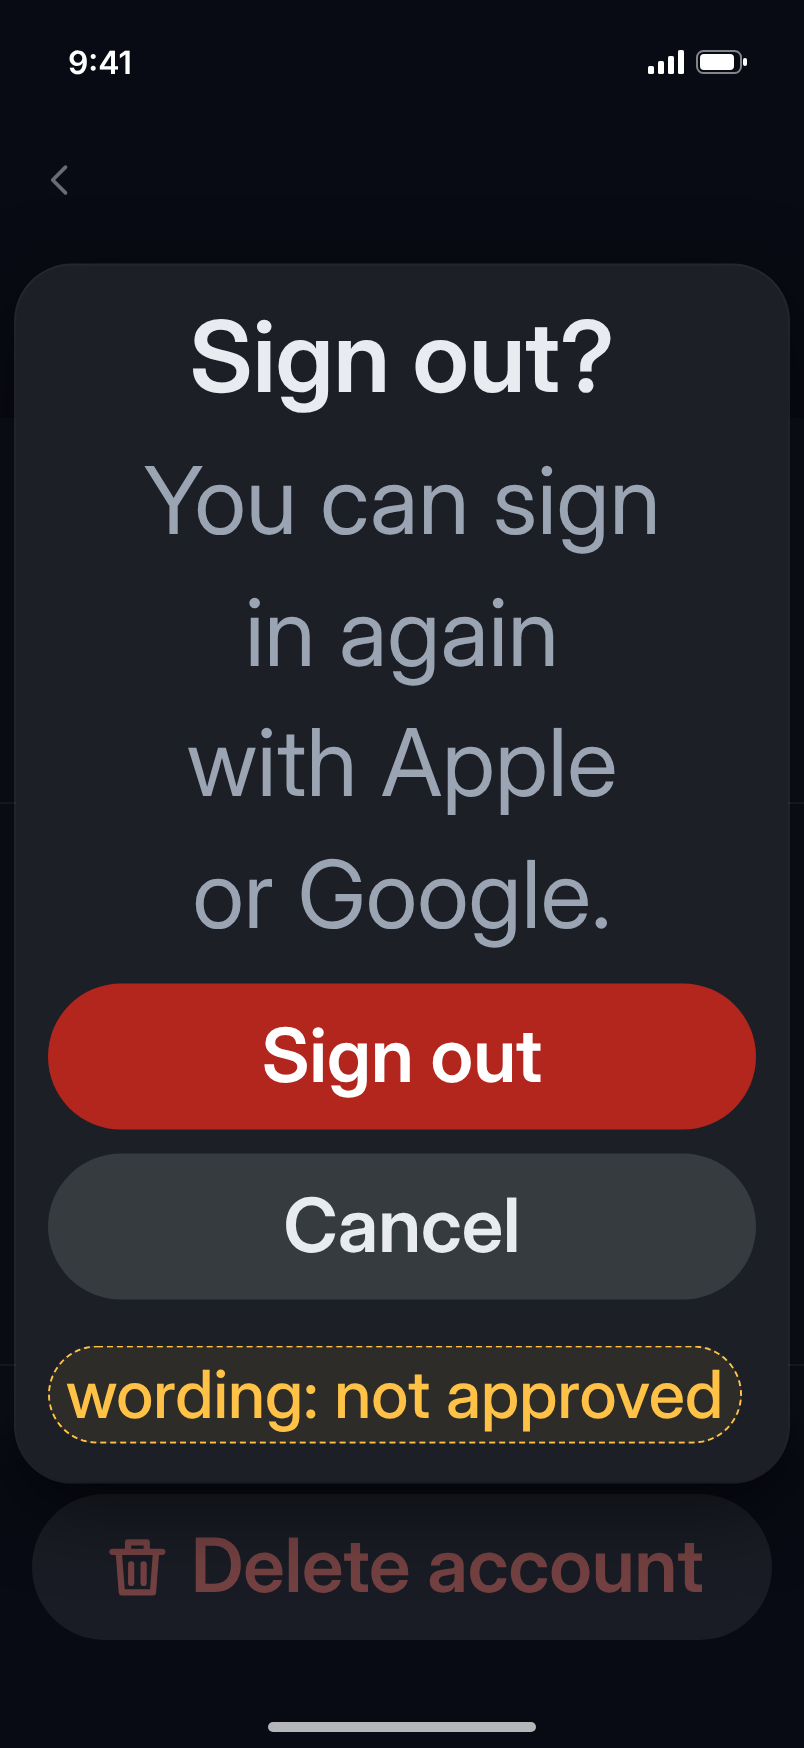 9:41
Sign out?
You can sign
in again
with Apple
or Google.
Sign out
Cancel
wording: not approved
Delete account